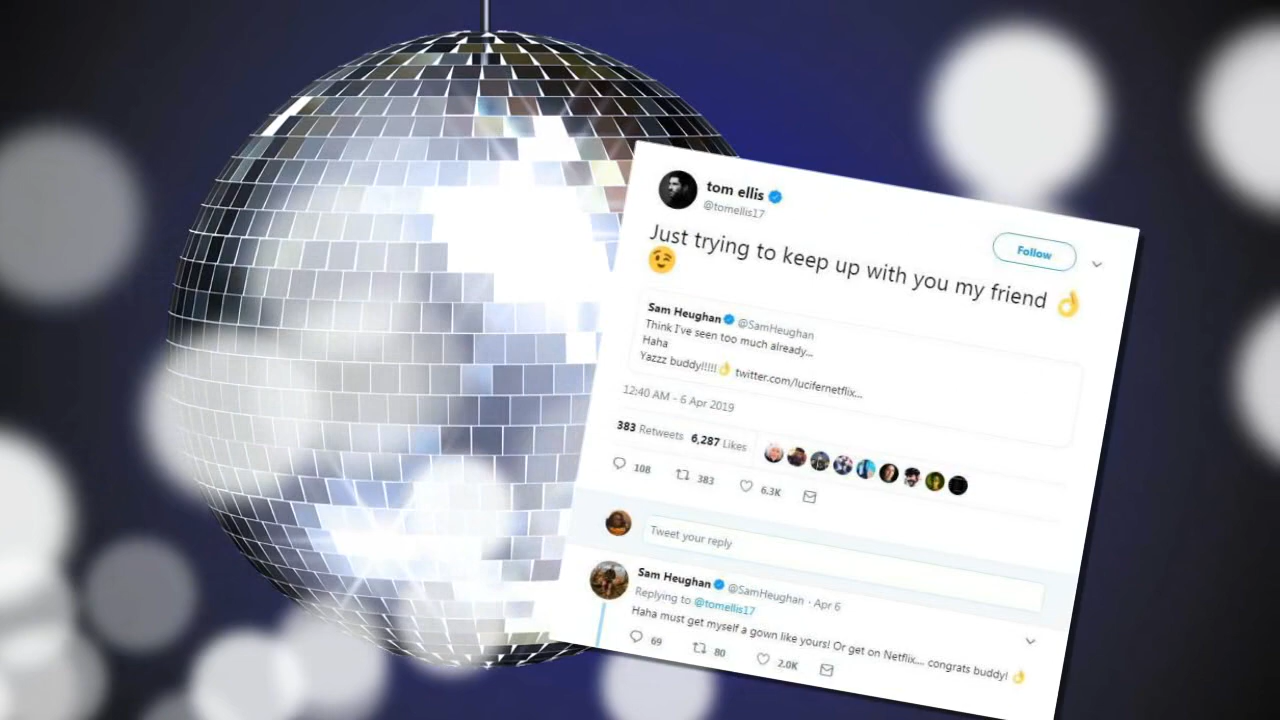 tom ellis
@tomellis17
Follow
Just trying to keep up with you my friend 👌
😉
Sam Heughan @SamHeughan
Think I've seen too much already...
Haha
Yazzz buddy!!!!!👌 twitter.com/lucifernetflix...
12:40 AM - 6 Apr 2019
383 Retweets 6,287 Likes
108 383 6.3K
Tweet your reply
Sam Heughan @SamHeughan · Apr 6
Replying to @tomellis17
Haha must get myself a gown like yours! Or get on Netflix.... congrats buddy! 👌
69 80 2.0K